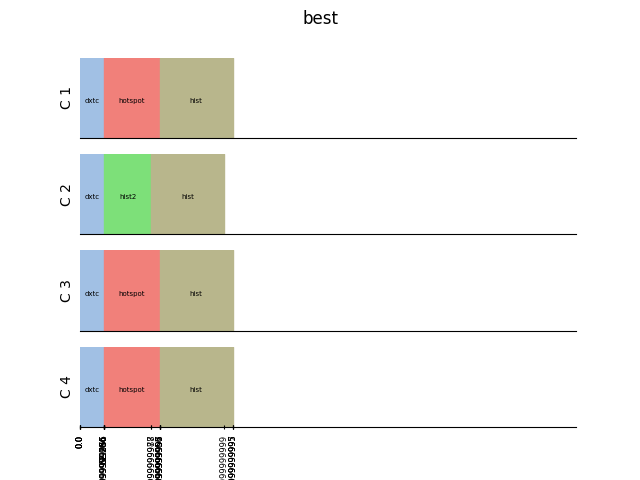 best
C 1
dxtc
hotspot
hist
C 2
dxtc
hist2
hist
C 3
dxtc
hotspot
hist
C 4
dxtc
hotspot
hist
0.0